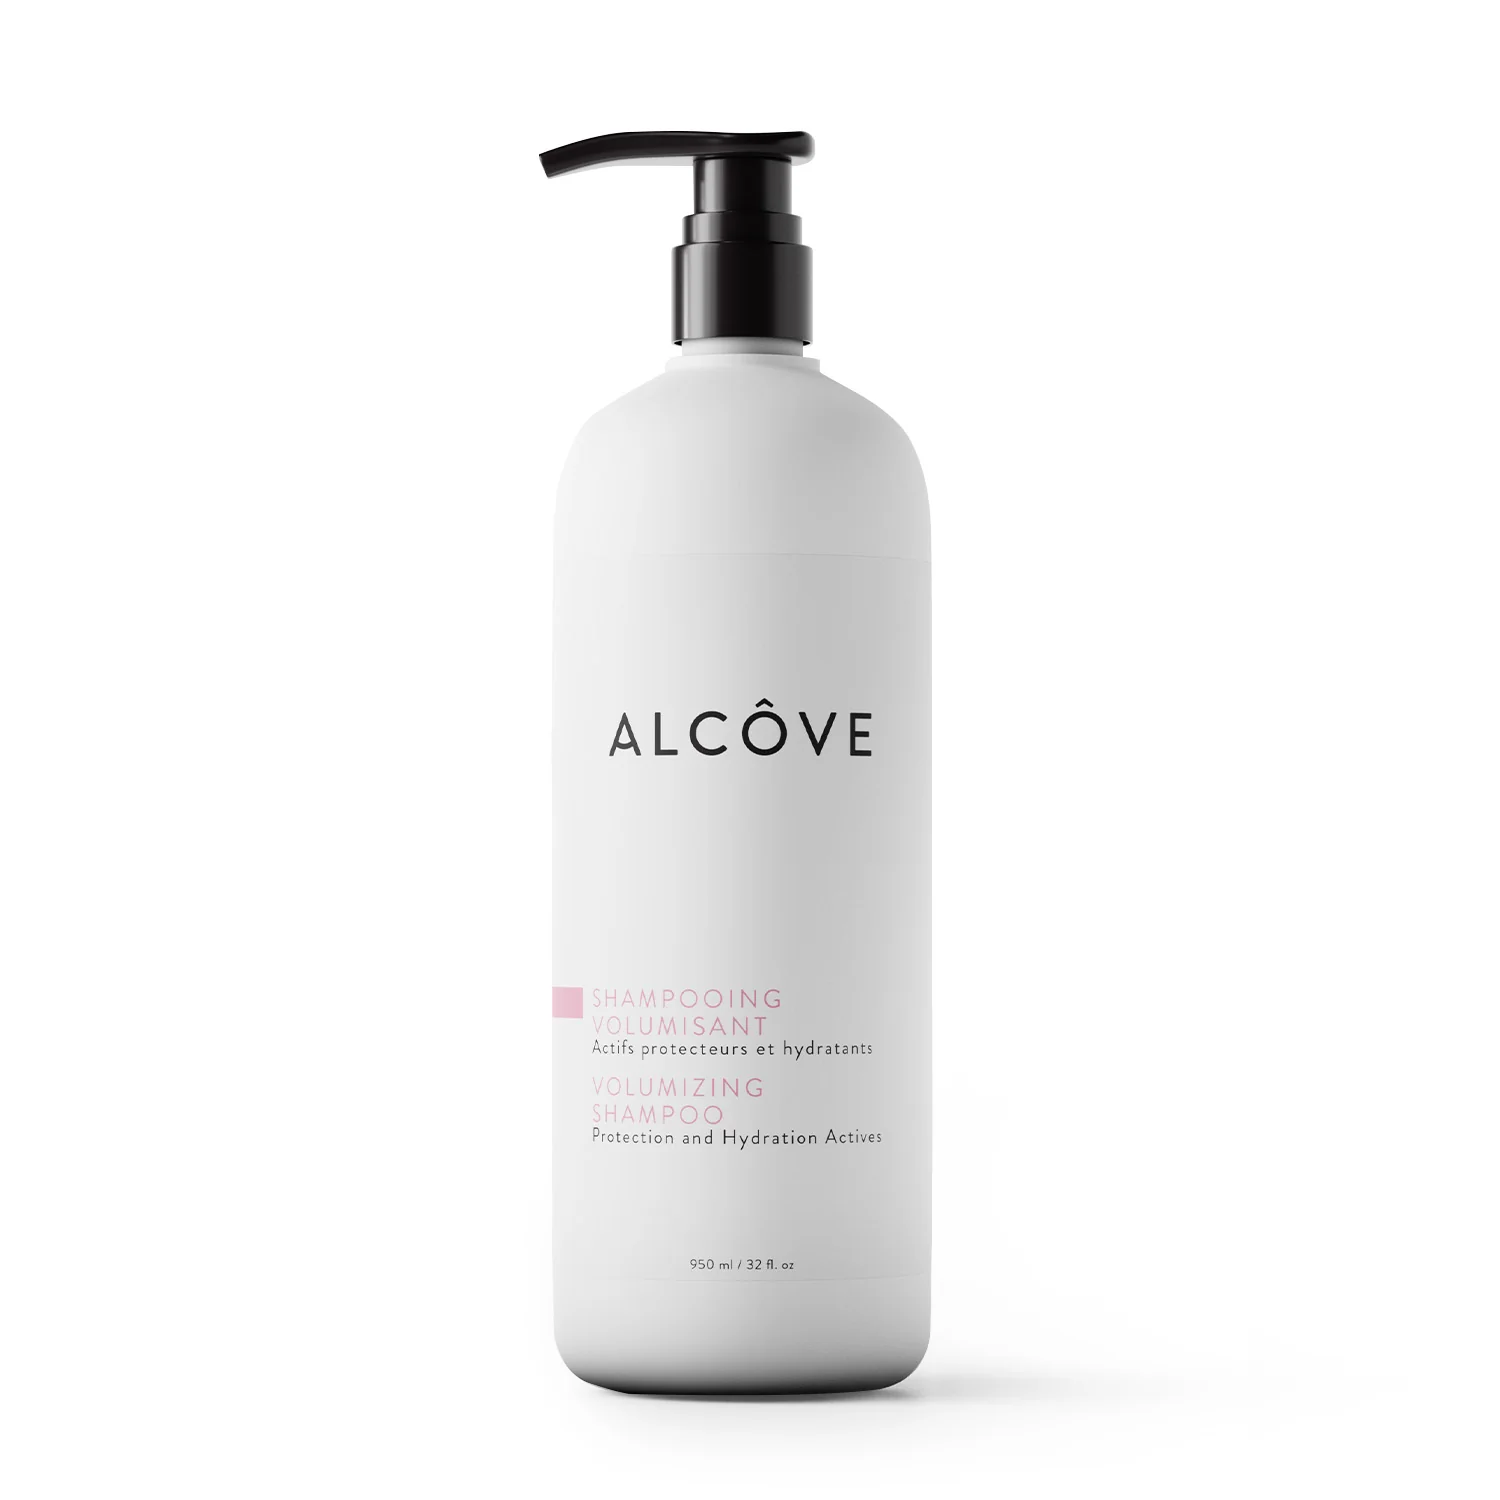 ALCÔVE
SHAMPOOING
VOLUMISANT
Actifs protecteurs et hydratants
VOLUMIZING
SHAMPOO
Protection and Hydration Actives
950 ml / 32 fl. oz